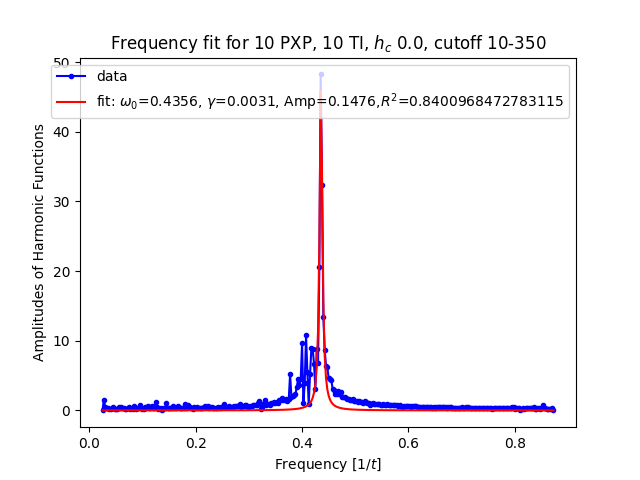 Frequency fit for 10 PXP, 10 TI, $h_c$ 0.0, cutoff 10-350
data
fit: $\omega_0$=0.4356, $\gamma$=0.0031, Amp=0.1476,$R^2$=0.8400968472783115
Amplitudes of Harmonic Functions
50
40
30
20
10
0
0.0 0.2 0.4 0.6 0.8
Frequency [1/$t$]